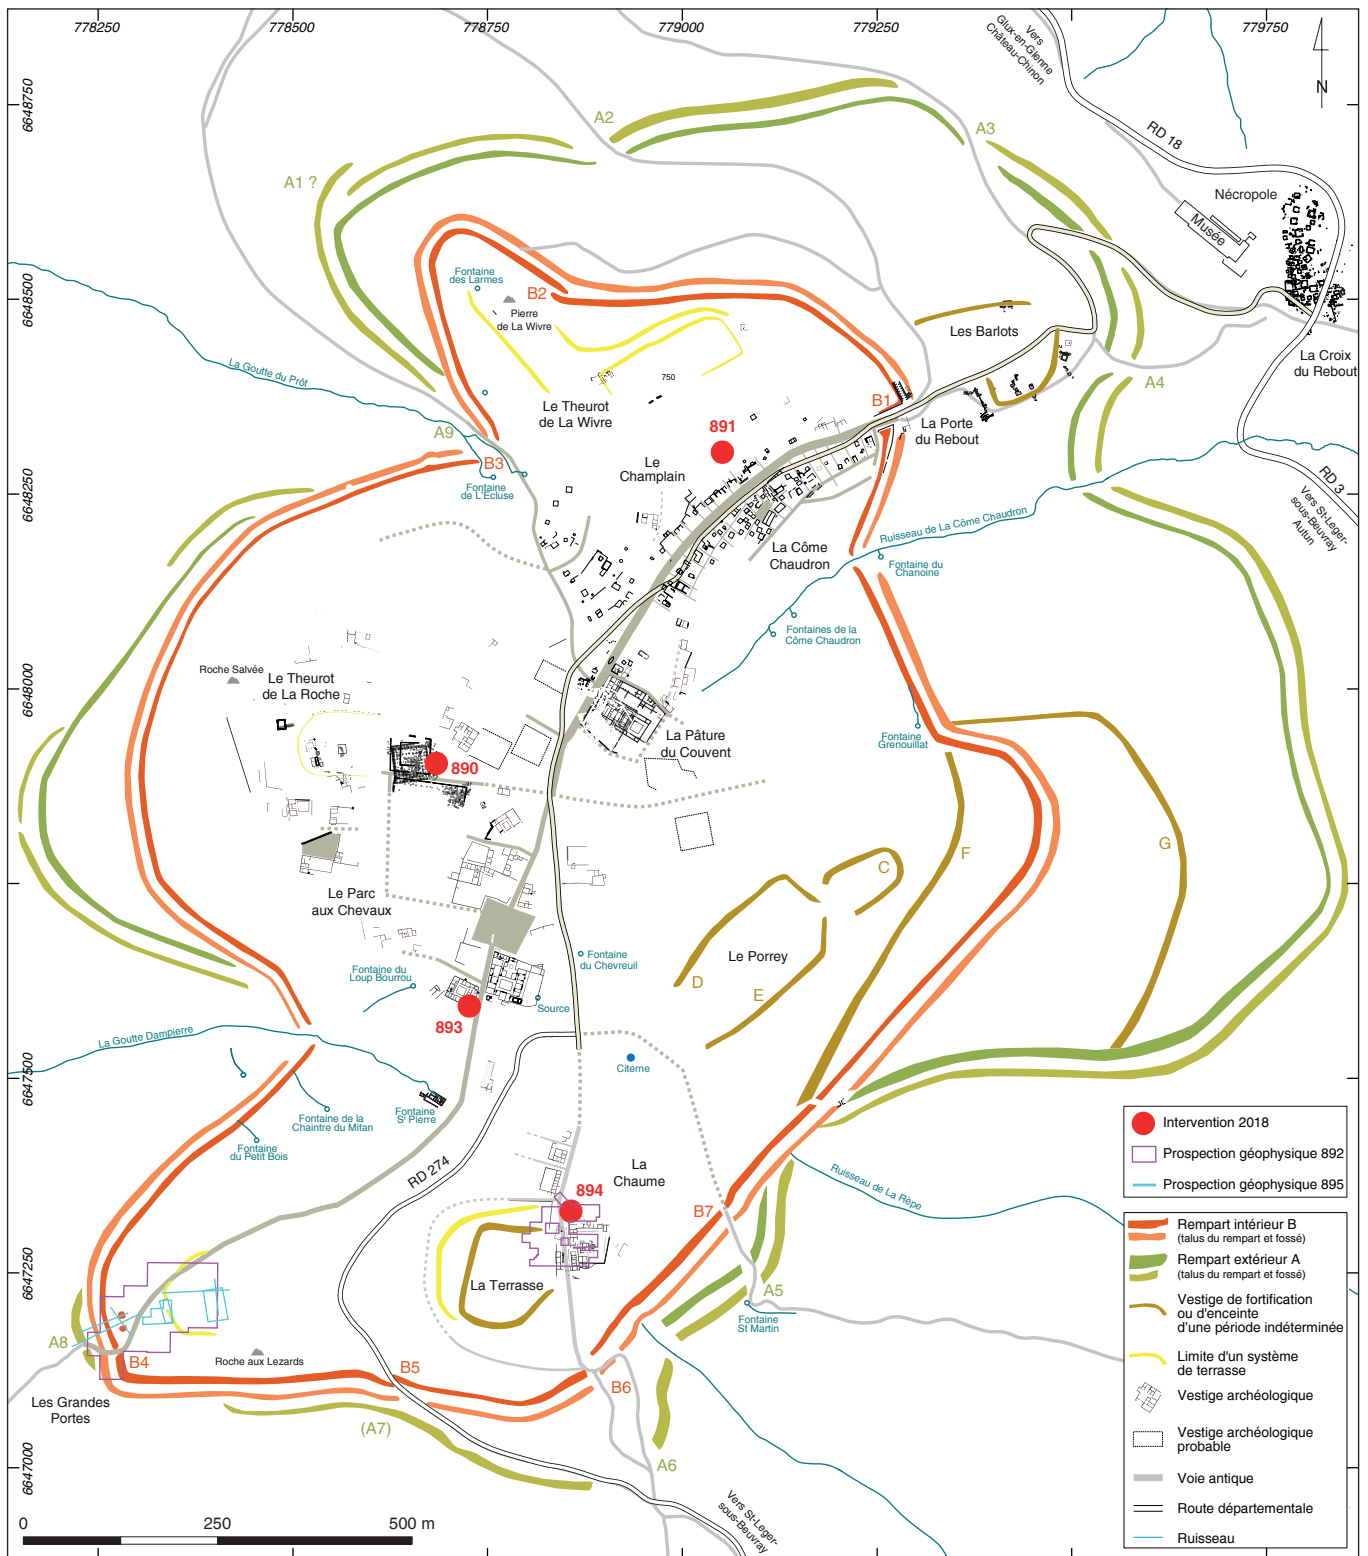 778250
778500
778750
779000
779250
779750
6648750
6648500
6648250
6648000
6647500
6647250
6647000
Vers
Glux-en-Glenne
Château-Chinon
N
RD 18
A2
A3
A1 ?
Nécropole
Musée
Fontaine
des Larmes
B2
Pierre
de La Wivre
Les Barlots
La Croix
du Rebout
La Goutte du Prôt
750
A4
Le Theurot
de La Wivre
B1
La Porte
du Rebout
A9
891
B3
Le
Champlain
RD 3
Fontaine
de L'Ecluse
Vers St-Leger-
sous-Beuvray
Autun
Ruisseau de La Côme Chaudron
La Côme
Chaudron
Fontaine du
Chanoine
Fontaines de la
Côme Chaudron
Roche Salvée
Le Theurot
de La Roche
La Pâture
du Couvent
Fontaine
Grenouillat
890
F
G
C
Le Parc
aux Chevaux
Le Porrey
Fontaine
du Chevreuil
Fontaine du
Loup Bourrou
D
E
Source
893
La Goutte Dampierre
Citerne
Fontaine
St Pierre
Fontaine de la
Chaintre du Mitan
Fontaine
du Petit Bois
RD 274
La
Chaume
Ruisseau de La Rèpe
894
B7
La Terrasse
A5
Fontaine
St Martin
A8
B4
Roche aux Lezards
B5
B6
Les Grandes
Portes
(A7)
A6
Vers St-Leger-
sous-Beuvray
0
250
500 m
Intervention 2018
Prospection géophysique 892
Prospection géophysique 895
Rempart intérieur B
(talus du rempart et fossé)
Rempart extérieur A
(talus du rempart et fossé)
Vestige de fortification
ou d'enceinte
d'une période indéterminée
Limite d'un système
de terrasse
Vestige archéologique
Vestige archéologique
probable
Voie antique
Route départementale
Ruisseau